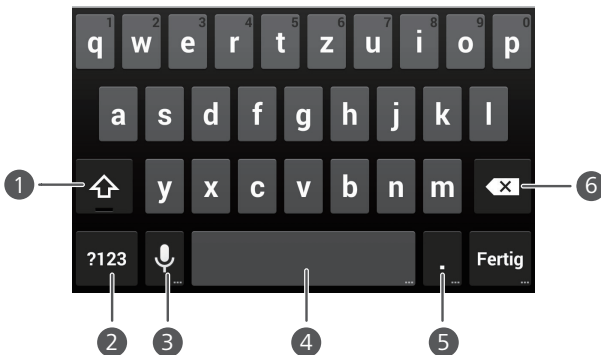 1 2 3 4 5 6 7 8 9 0
q w e r t z u i o p
a s d f g h j k l
1 y x c v b n m 6
?123 . Fertig
2 3 4 5